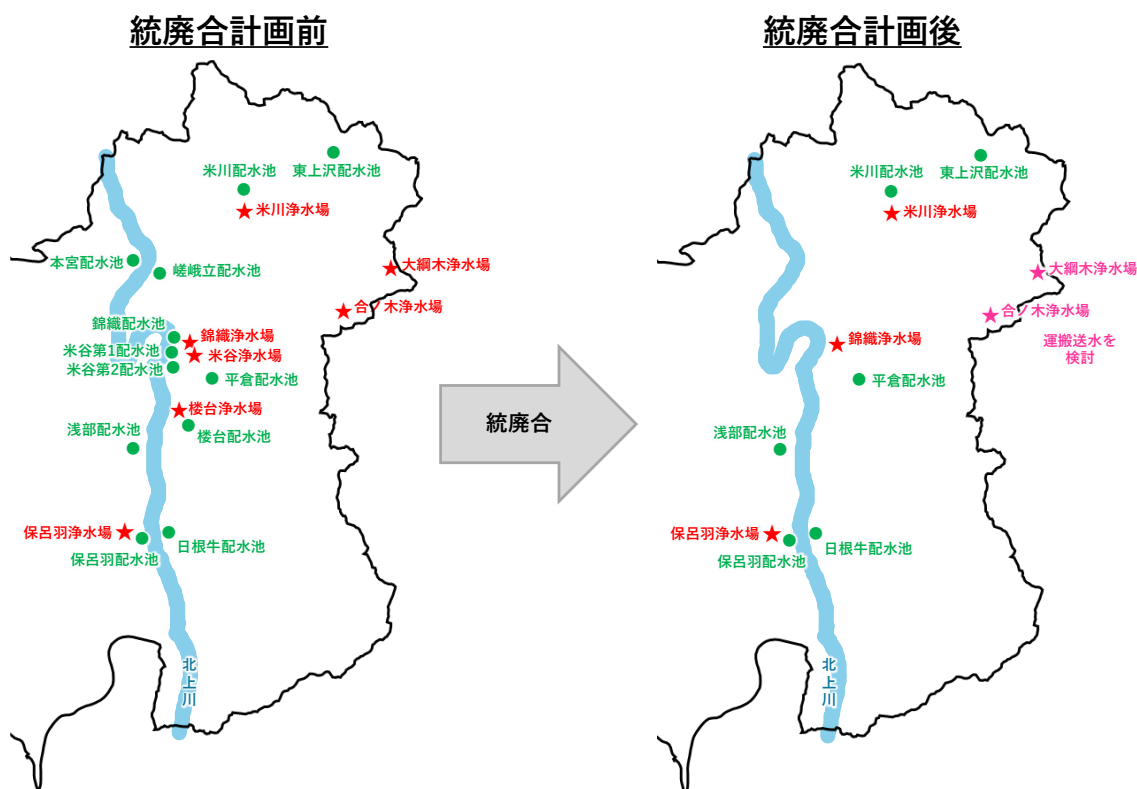 統廃合計画前
米川配水池
東上沢配水池
米川浄水場
本宮配水池
嵯峨立配水池
大綱木浄水場
合ノ木浄水場
錦織配水池
錦織浄水場
米谷第1配水池
米谷浄水場
米谷第2配水池
平倉配水池
楼台浄水場
浅部配水池
楼台配水池
保呂羽浄水場
日根牛配水池
保呂羽配水池
北上川
統廃合
統廃合計画後
米川配水池
東上沢配水池
米川浄水場
大綱木浄水場
合ノ木浄水場
運搬送水を
検討
錦織浄水場
平倉配水池
浅部配水池
保呂羽浄水場
日根牛配水池
保呂羽配水池
北上川